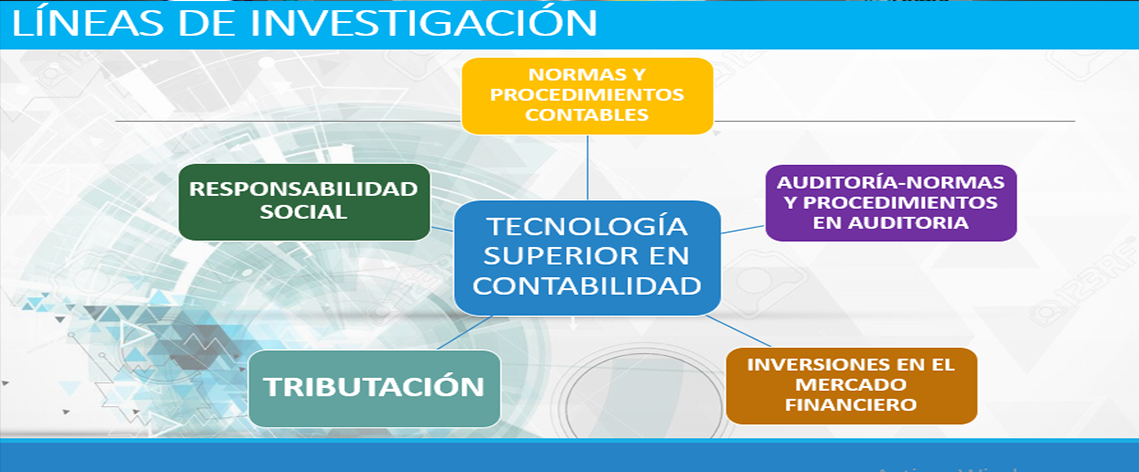 LÍNEAS DE INVESTIGACIÓN
NORMAS Y
PROCEDIMIENTOS
CONTABLES
RESPONSABILIDAD
SOCIAL
AUDITORÍA-NORMAS
Y PROCEDIMIENTOS
EN AUDITORIA
TECNOLOGÍA
SUPERIOR EN
CONTABILIDAD
TRIBUTACIÓN
INVERSIONES EN EL
MERCADO
FINANCIERO
123RF